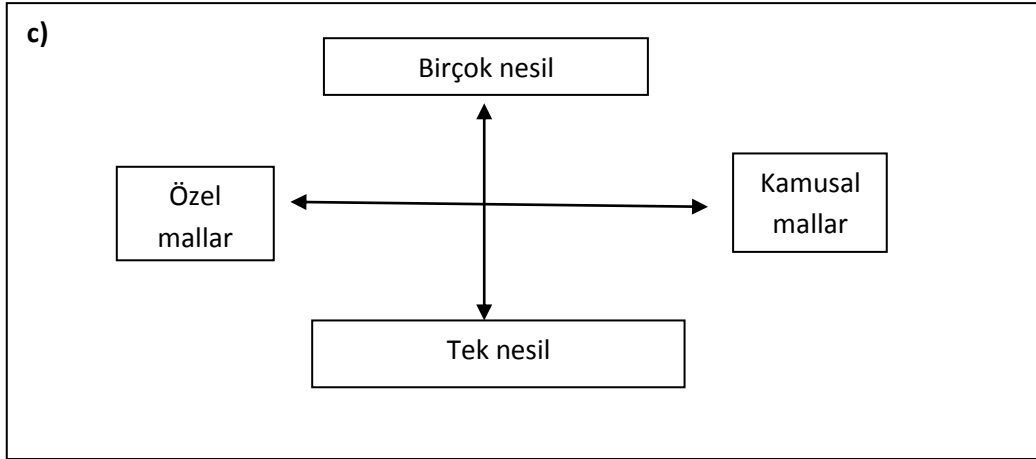 c)
Birçok nesil
Özel
mallar
Kamusal
mallar
Tek nesil